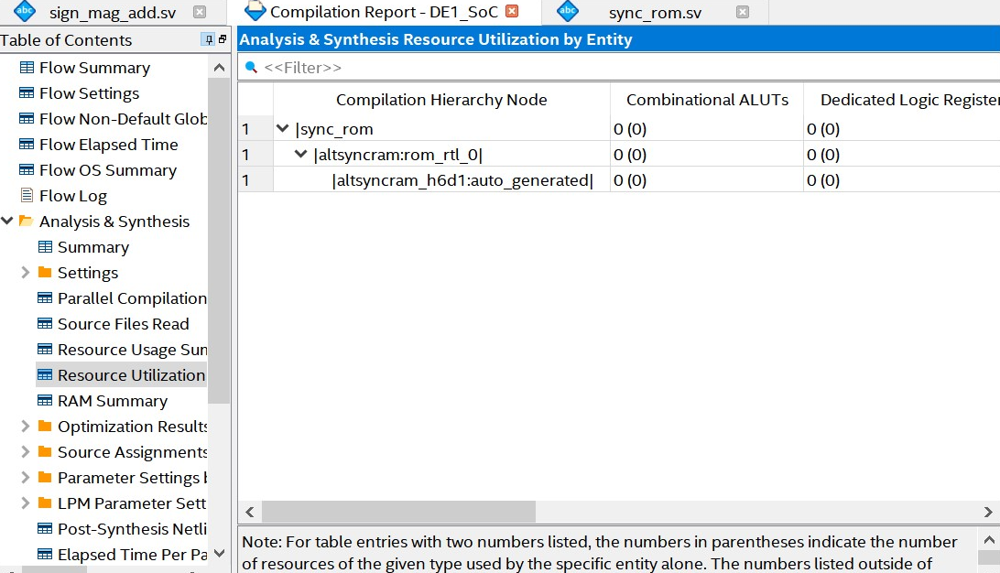 abc sign_mag_add.sv
Compilation Report - DE1_SoC
abc sync_rom.sv
Table of Contents
Flow Summary
Flow Settings
Flow Non-Default Glob
Flow Elapsed Time
Flow OS Summary
Flow Log
Analysis & Synthesis
Summary
Settings
Parallel Compilation
Source Files Read
Resource Usage Sum
Resource Utilization
RAM Summary
Optimization Results
Source Assignments
Parameter Settings b
LPM Parameter Sett
Post-Synthesis Netli
Elapsed Time Per Pa
Analysis & Synthesis Resource Utilization by Entity
<<Filter>>
Compilation Hierarchy Node Combinational ALUTs Dedicated Logic Register
1 |sync_rom 0 (0) 0 (0)
1 |altsyncram:rom_rtl_0| 0 (0) 0 (0)
1 |altsyncram_h6d1:auto_generated| 0 (0) 0 (0)
Note: For table entries with two numbers listed, the numbers in parentheses indicate the number
of resources of the given type used by the specific entity alone. The numbers listed outside of